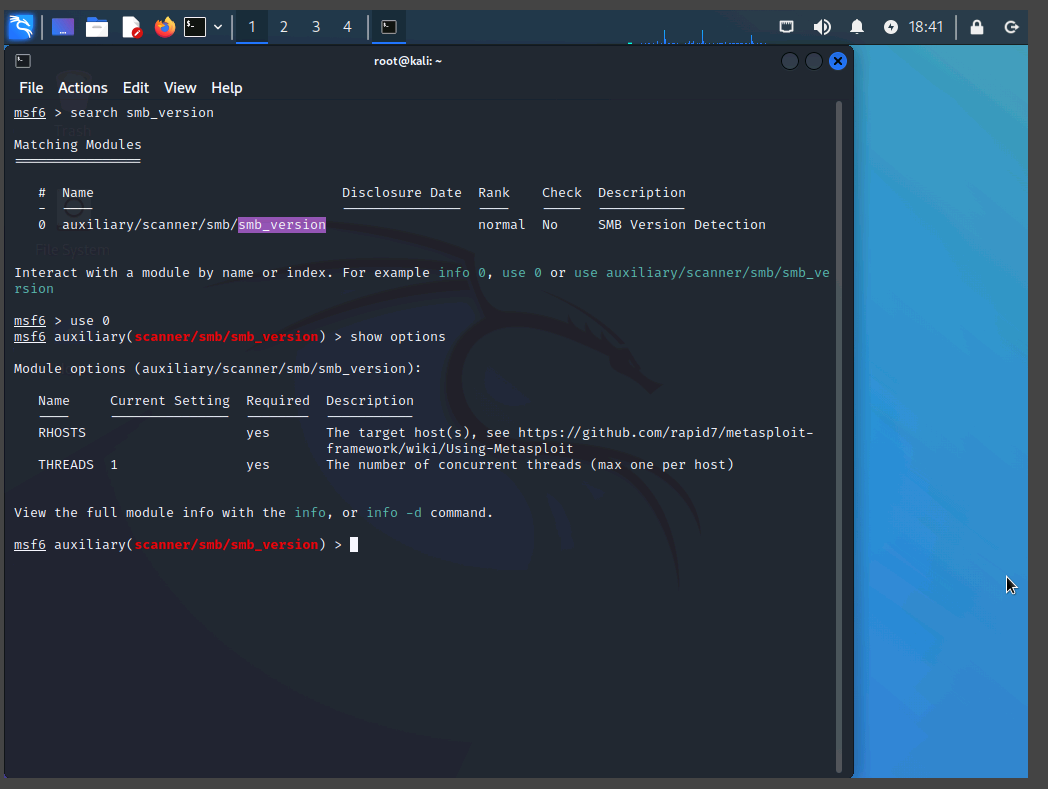 1 2 3 4 18:41
root@kali: ~
File Actions Edit View Help
msf6 > search smb_version
Trash
Matching Modules
================
# Name Disclosure Date Rank Check Description
- ---- --------------- ---- ----- -----------
0 auxiliary/scanner/smb/smb_version normal No SMB Version Detection
File System
Interact with a module by name or index. For example info 0, use 0 or use auxiliary/scanner/smb/smb_ve
rsion
msf6 > use 0
msf6 auxiliary(scanner/smb/smb_version) > show options
Module options (auxiliary/scanner/smb/smb_version):
Name Current Setting Required Description
---- --------------- -------- -----------
RHOSTS yes The target host(s), see https://github.com/rapid7/metasploit-
framework/wiki/Using-Metasploit
THREADS 1 yes The number of concurrent threads (max one per host)
View the full module info with the info, or info -d command.
msf6 auxiliary(scanner/smb/smb_version) >